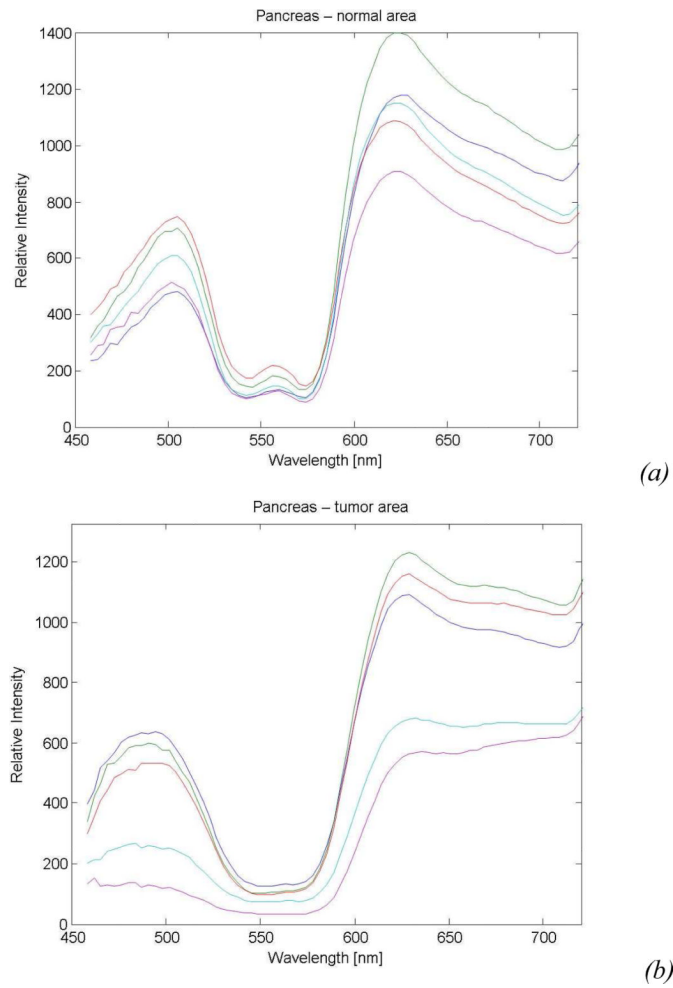 Pancreas – normal area
1400
1200
1000
800
600
400
200
0
Relative Intensity
450 500 550 600 650 700
Wavelength [nm]
(a)
Pancreas – tumor area
1200
1000
800
600
400
200
0
Relative Intensity
450 500 550 600 650 700
Wavelength [nm]
(b)